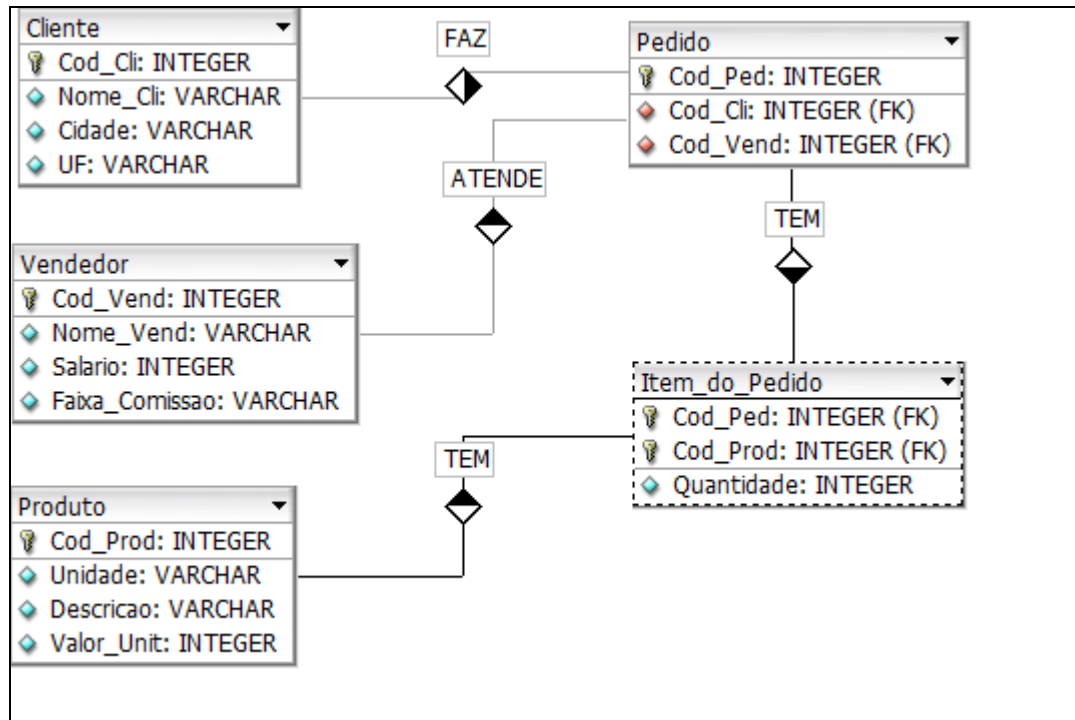 Cliente
Cod_Cli: INTEGER
Nome_Cli: VARCHAR
Cidade: VARCHAR
UF: VARCHAR
FAZ
Pedido
Cod_Ped: INTEGER
Cod_Cli: INTEGER (FK)
Cod_Vend: INTEGER (FK)
ATENDE
TEM
Vendedor
Cod_Vend: INTEGER
Nome_Vend: VARCHAR
Salario: INTEGER
Faixa_Comissao: VARCHAR
Item_do_Pedido
Cod_Ped: INTEGER (FK)
Cod_Prod: INTEGER (FK)
Quantidade: INTEGER
TEM
Produto
Cod_Prod: INTEGER
Unidade: VARCHAR
Descricao: VARCHAR
Valor_Unit: INTEGER